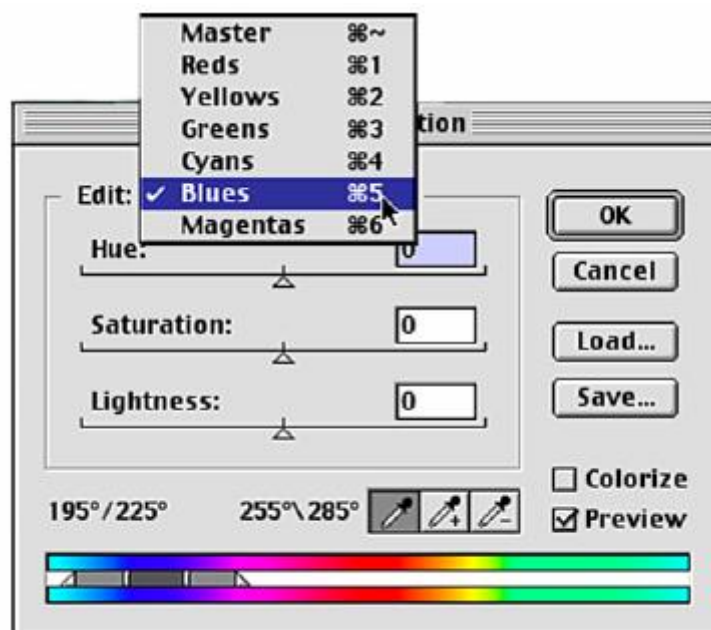 Master ⌘~
Reds ⌘1
Yellows ⌘2
Greens ⌘3
tion
Cyans ⌘4
Edit: ✓ Blues ⌘5
Magentas ⌘6
OK
Hue: 0
Cancel
Saturation: 0
Load...
Lightness: 0
Save...
Colorize
195°/225° 255°\285°
Preview